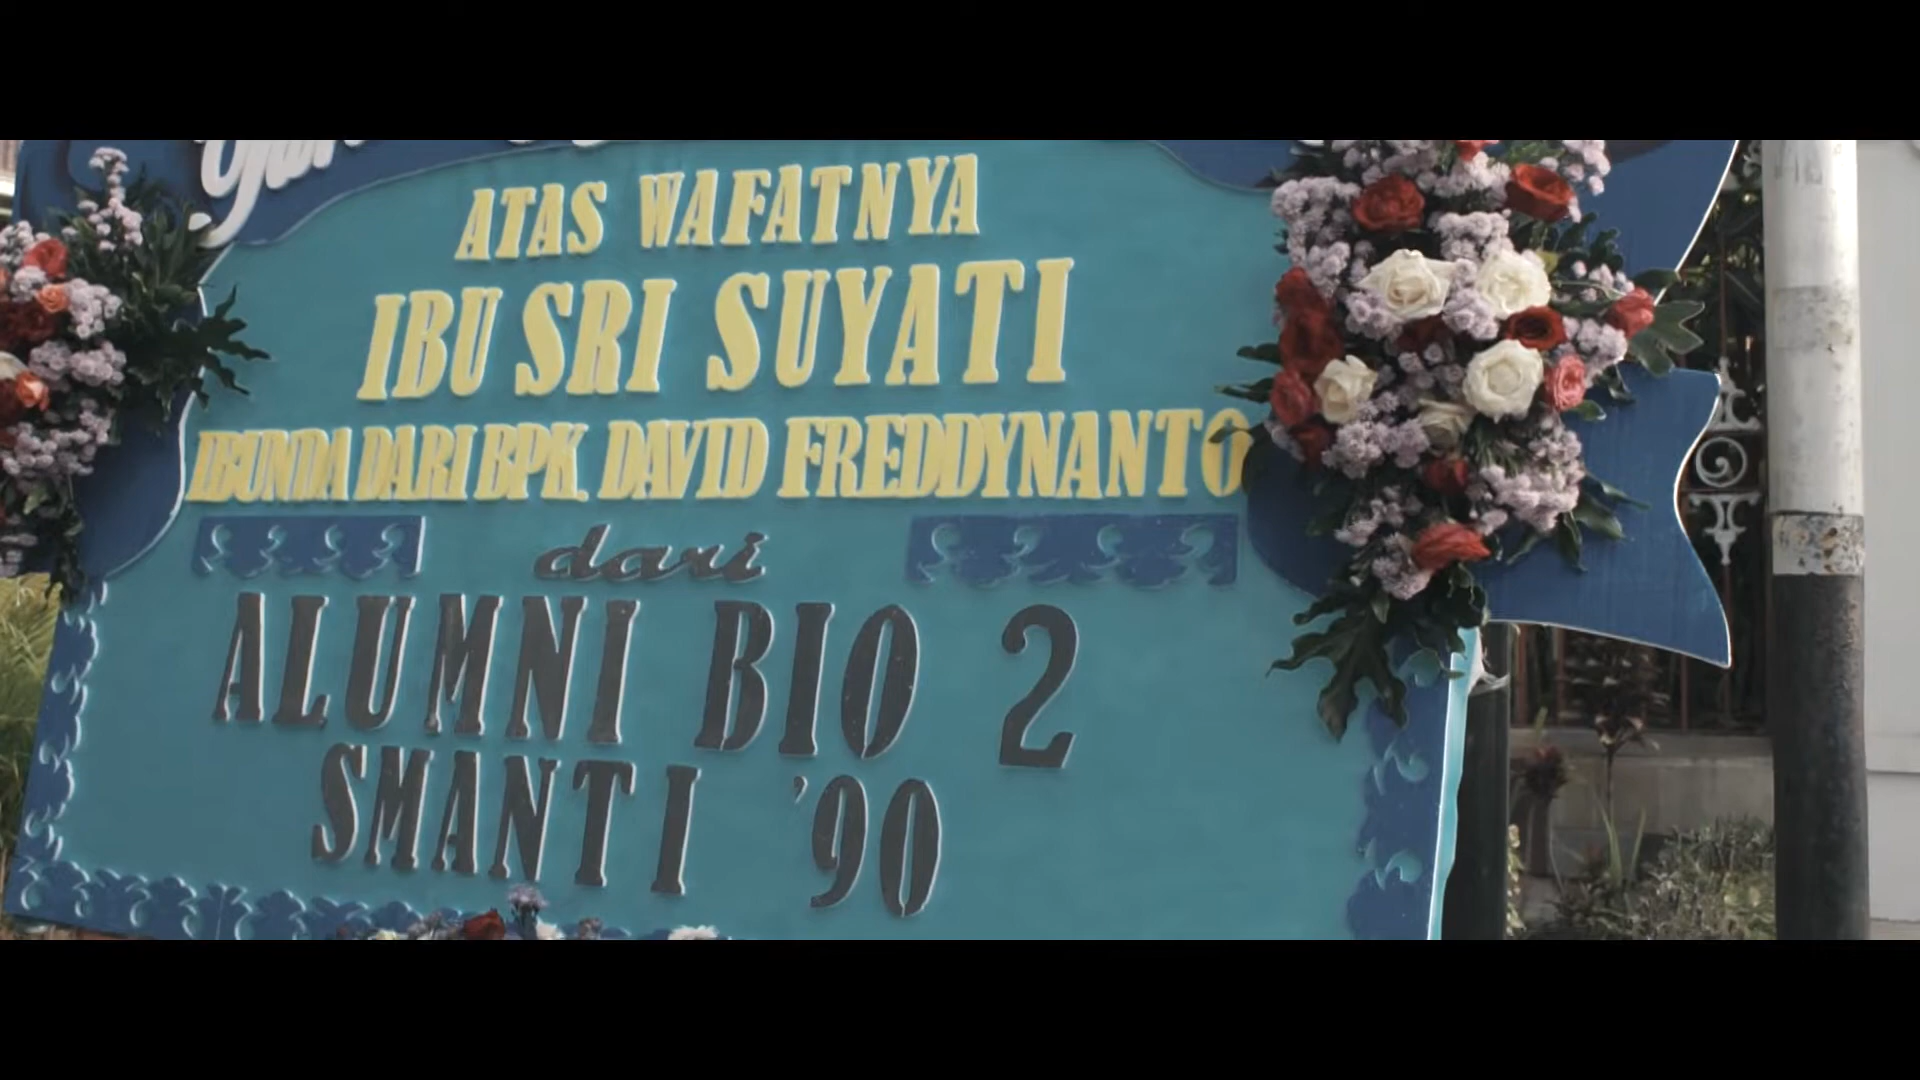 ATAS WAFATNYA
IBU SRI SUYATI
IBUNDA DARI BPK. DAVID FREDDYNANTO
dari
ALUMNI BIO 2
SMANTI '90